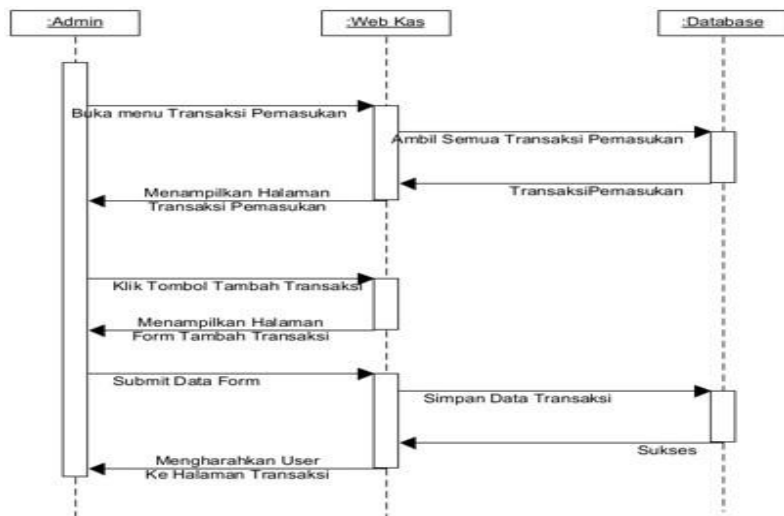 :Admin
:Web Kas
:Database
Buka menu Transaksi Pemasukan
Ambil Semua Transaksi Pemasukan
TransaksiPemasukan
Menampilkan Halaman
Transaksi Pemasukan
Klik Tombol Tambah Transaksi
Menampilkan Halaman
Form Tambah Transaksi
Submit Data Form
Simpan Data Transaksi
Sukses
Mengharahkan User
Ke Halaman Transaksi